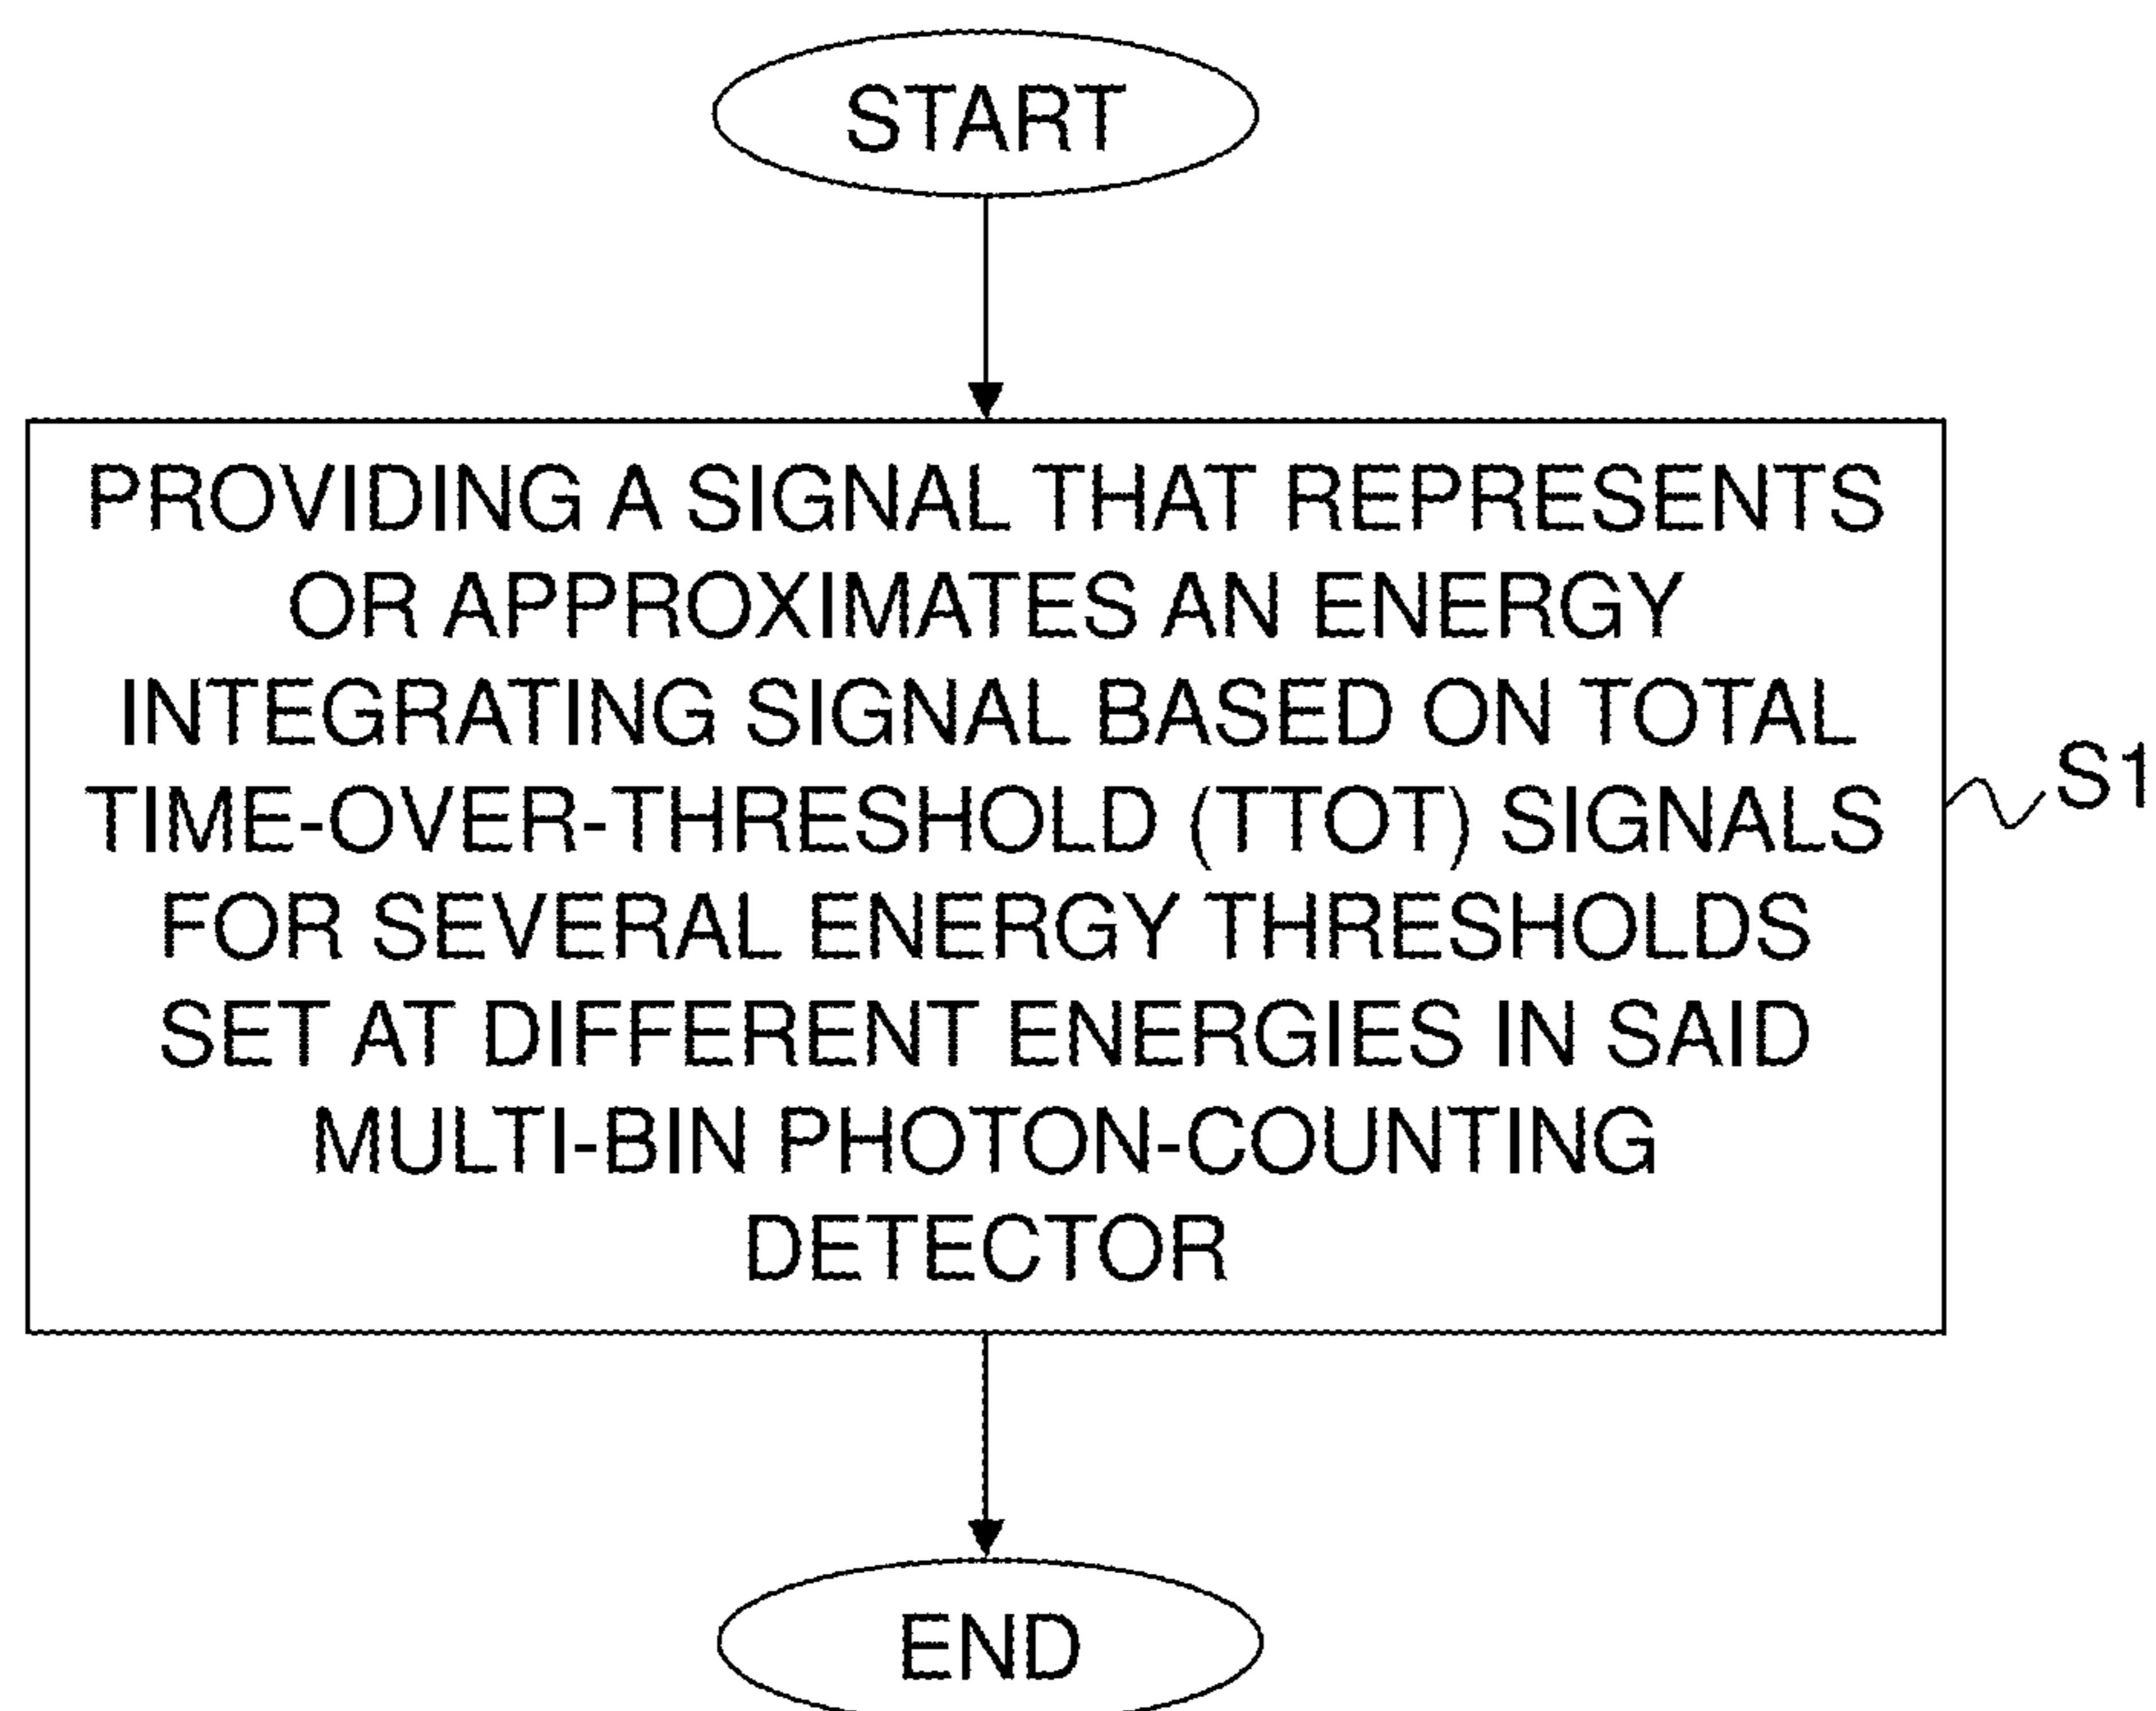 START
PROVIDING A SIGNAL THAT REPRESENTS
OR APPROXIMATES AN ENERGY
INTEGRATING SIGNAL BASED ON TOTAL
TIME-OVER-THRESHOLD (TTOT) SIGNALS
FOR SEVERAL ENERGY THRESHOLDS
SET AT DIFFERENT ENERGIES IN SAID
MULTI-BIN PHOTON-COUNTING
DETECTOR
S1
END